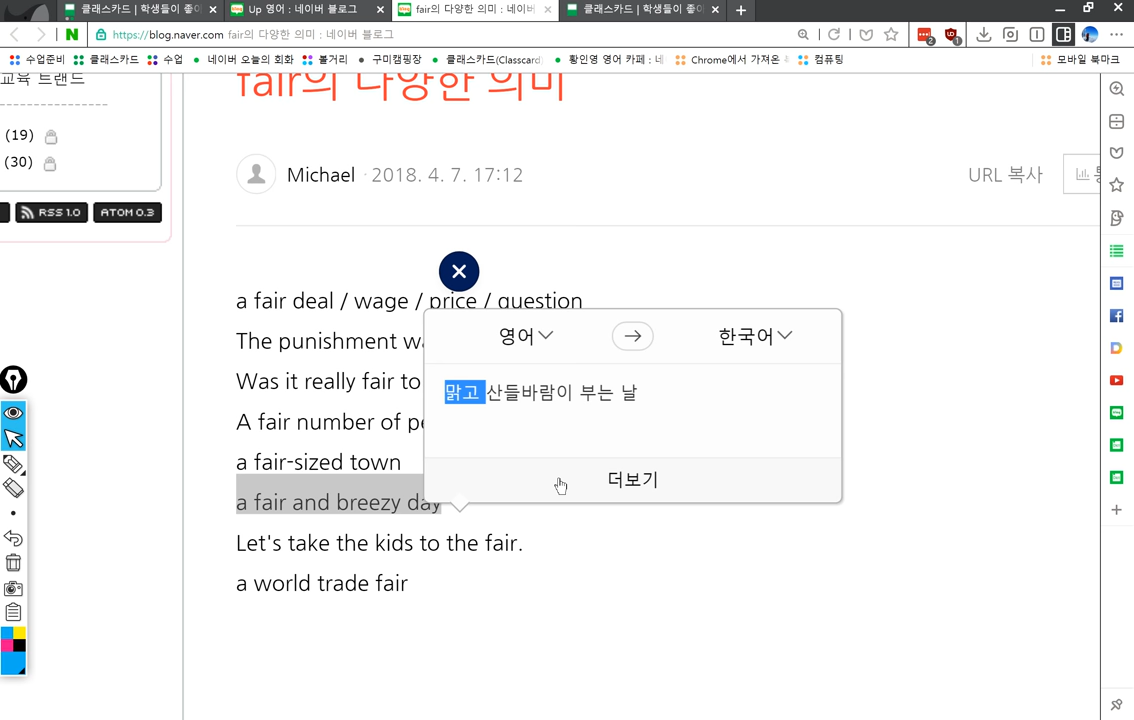 클래스카드 | 학생들이 좋아
Up 영어 : 네이버 블로그
fair의 다양한 의미 : 네이버
클래스카드 | 학생들이 좋아
N
https://blog.naver.com fair의 다양한 의미 : 네이버 블로그
수업준비
클래스카드
수업
네이버 오늘의 회화
볼거리
구미캠핑장
클래스카드(Classcard)
황인영 영어 카페 : 네
Chrome에서 가져온
컴퓨팅
모바일 북마크
교육 트랜드
(19)
(30)
RSS 1.0
ATOM 0.3
fair의 다양한 의미
Michael · 2018. 4. 7. 17:12
URL 복사
a fair deal / wage / price / question
The punishment
Was it really fair to
A fair number of
a fair-sized town
a fair and breezy day
Let's take the kids to the fair.
a world trade fair
영어
한국어
맑고 산들바람이 부는 날
더보기